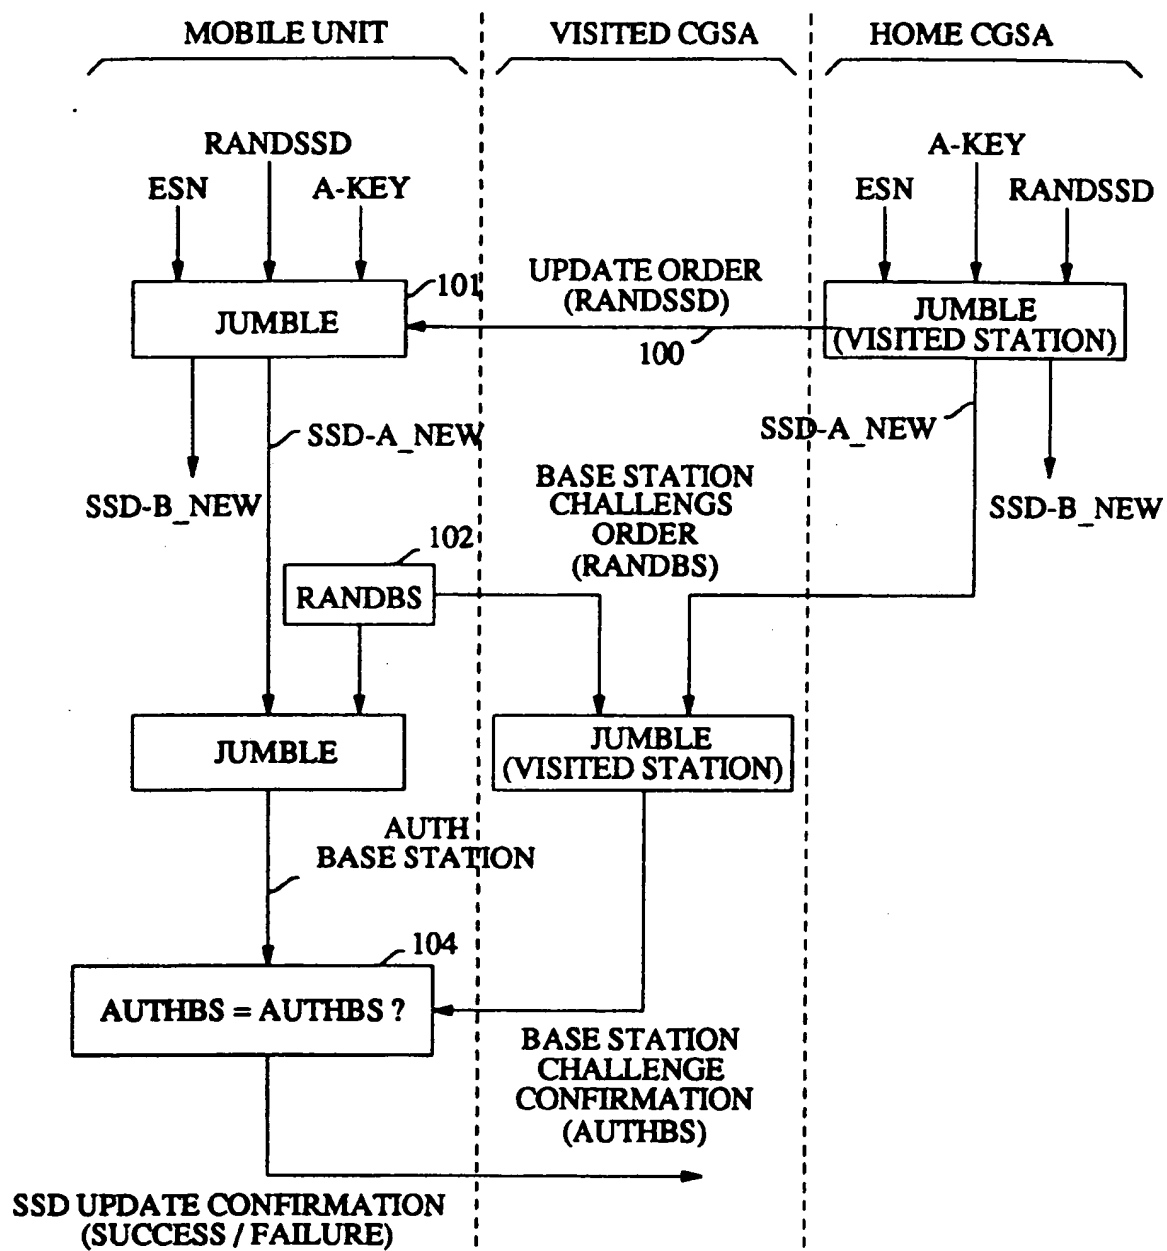 MOBILE UNIT
VISITED CGSA
HOME CGSA
RANDSSD
ESN
A-KEY
A-KEY
ESN
RANDSSD
101
JUMBLE
UPDATE ORDER
(RANDSSD)
100
JUMBLE
(VISITED STATION)
SSD-A_NEW
SSD-B_NEW
SSD-A_NEW
SSD-B_NEW
BASE STATION
CHALLENGS
ORDER
(RANDBS)
102
RANDBS
JUMBLE
JUMBLE
(VISITED STATION)
AUTH
BASE STATION
104
AUTHBS = AUTHBS ?
BASE STATION
CHALLENGE
CONFIRMATION
(AUTHBS)
SSD UPDATE CONFIRMATION
(SUCCESS / FAILURE)